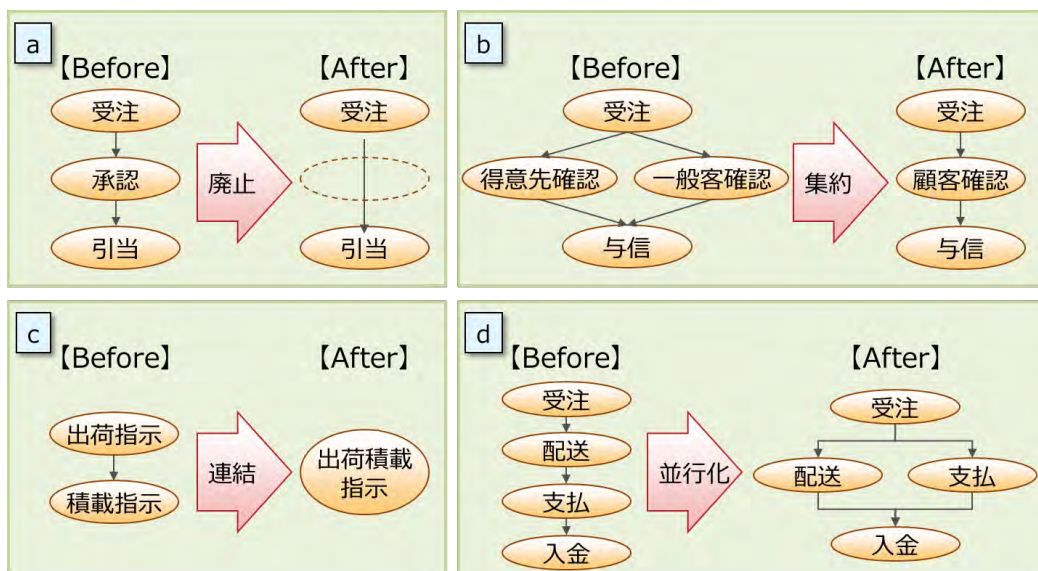 a
【Before】
【After】
受注
受注
承認
廃止
引当
引当
b
【Before】
【After】
受注
受注
得意先確認
一般客確認
集約
顧客確認
与信
与信
c
【Before】
【After】
出荷指示
連結
出荷積載
指示
積載指示
d
【Before】
【After】
受注
受注
配送
並行化
配送
支払
支払
入金
入金